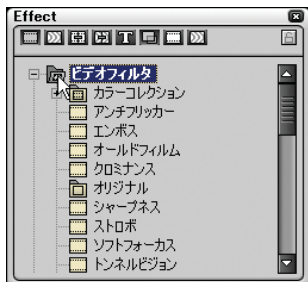 Effect
ビデオフィルタ
カラーコレクション
アンチフリッカー
エンボス
オールドフィルム
クロミナンス
オリジナル
シャープネス
ストロボ
ソフトフォーカス
トンネルビジョン